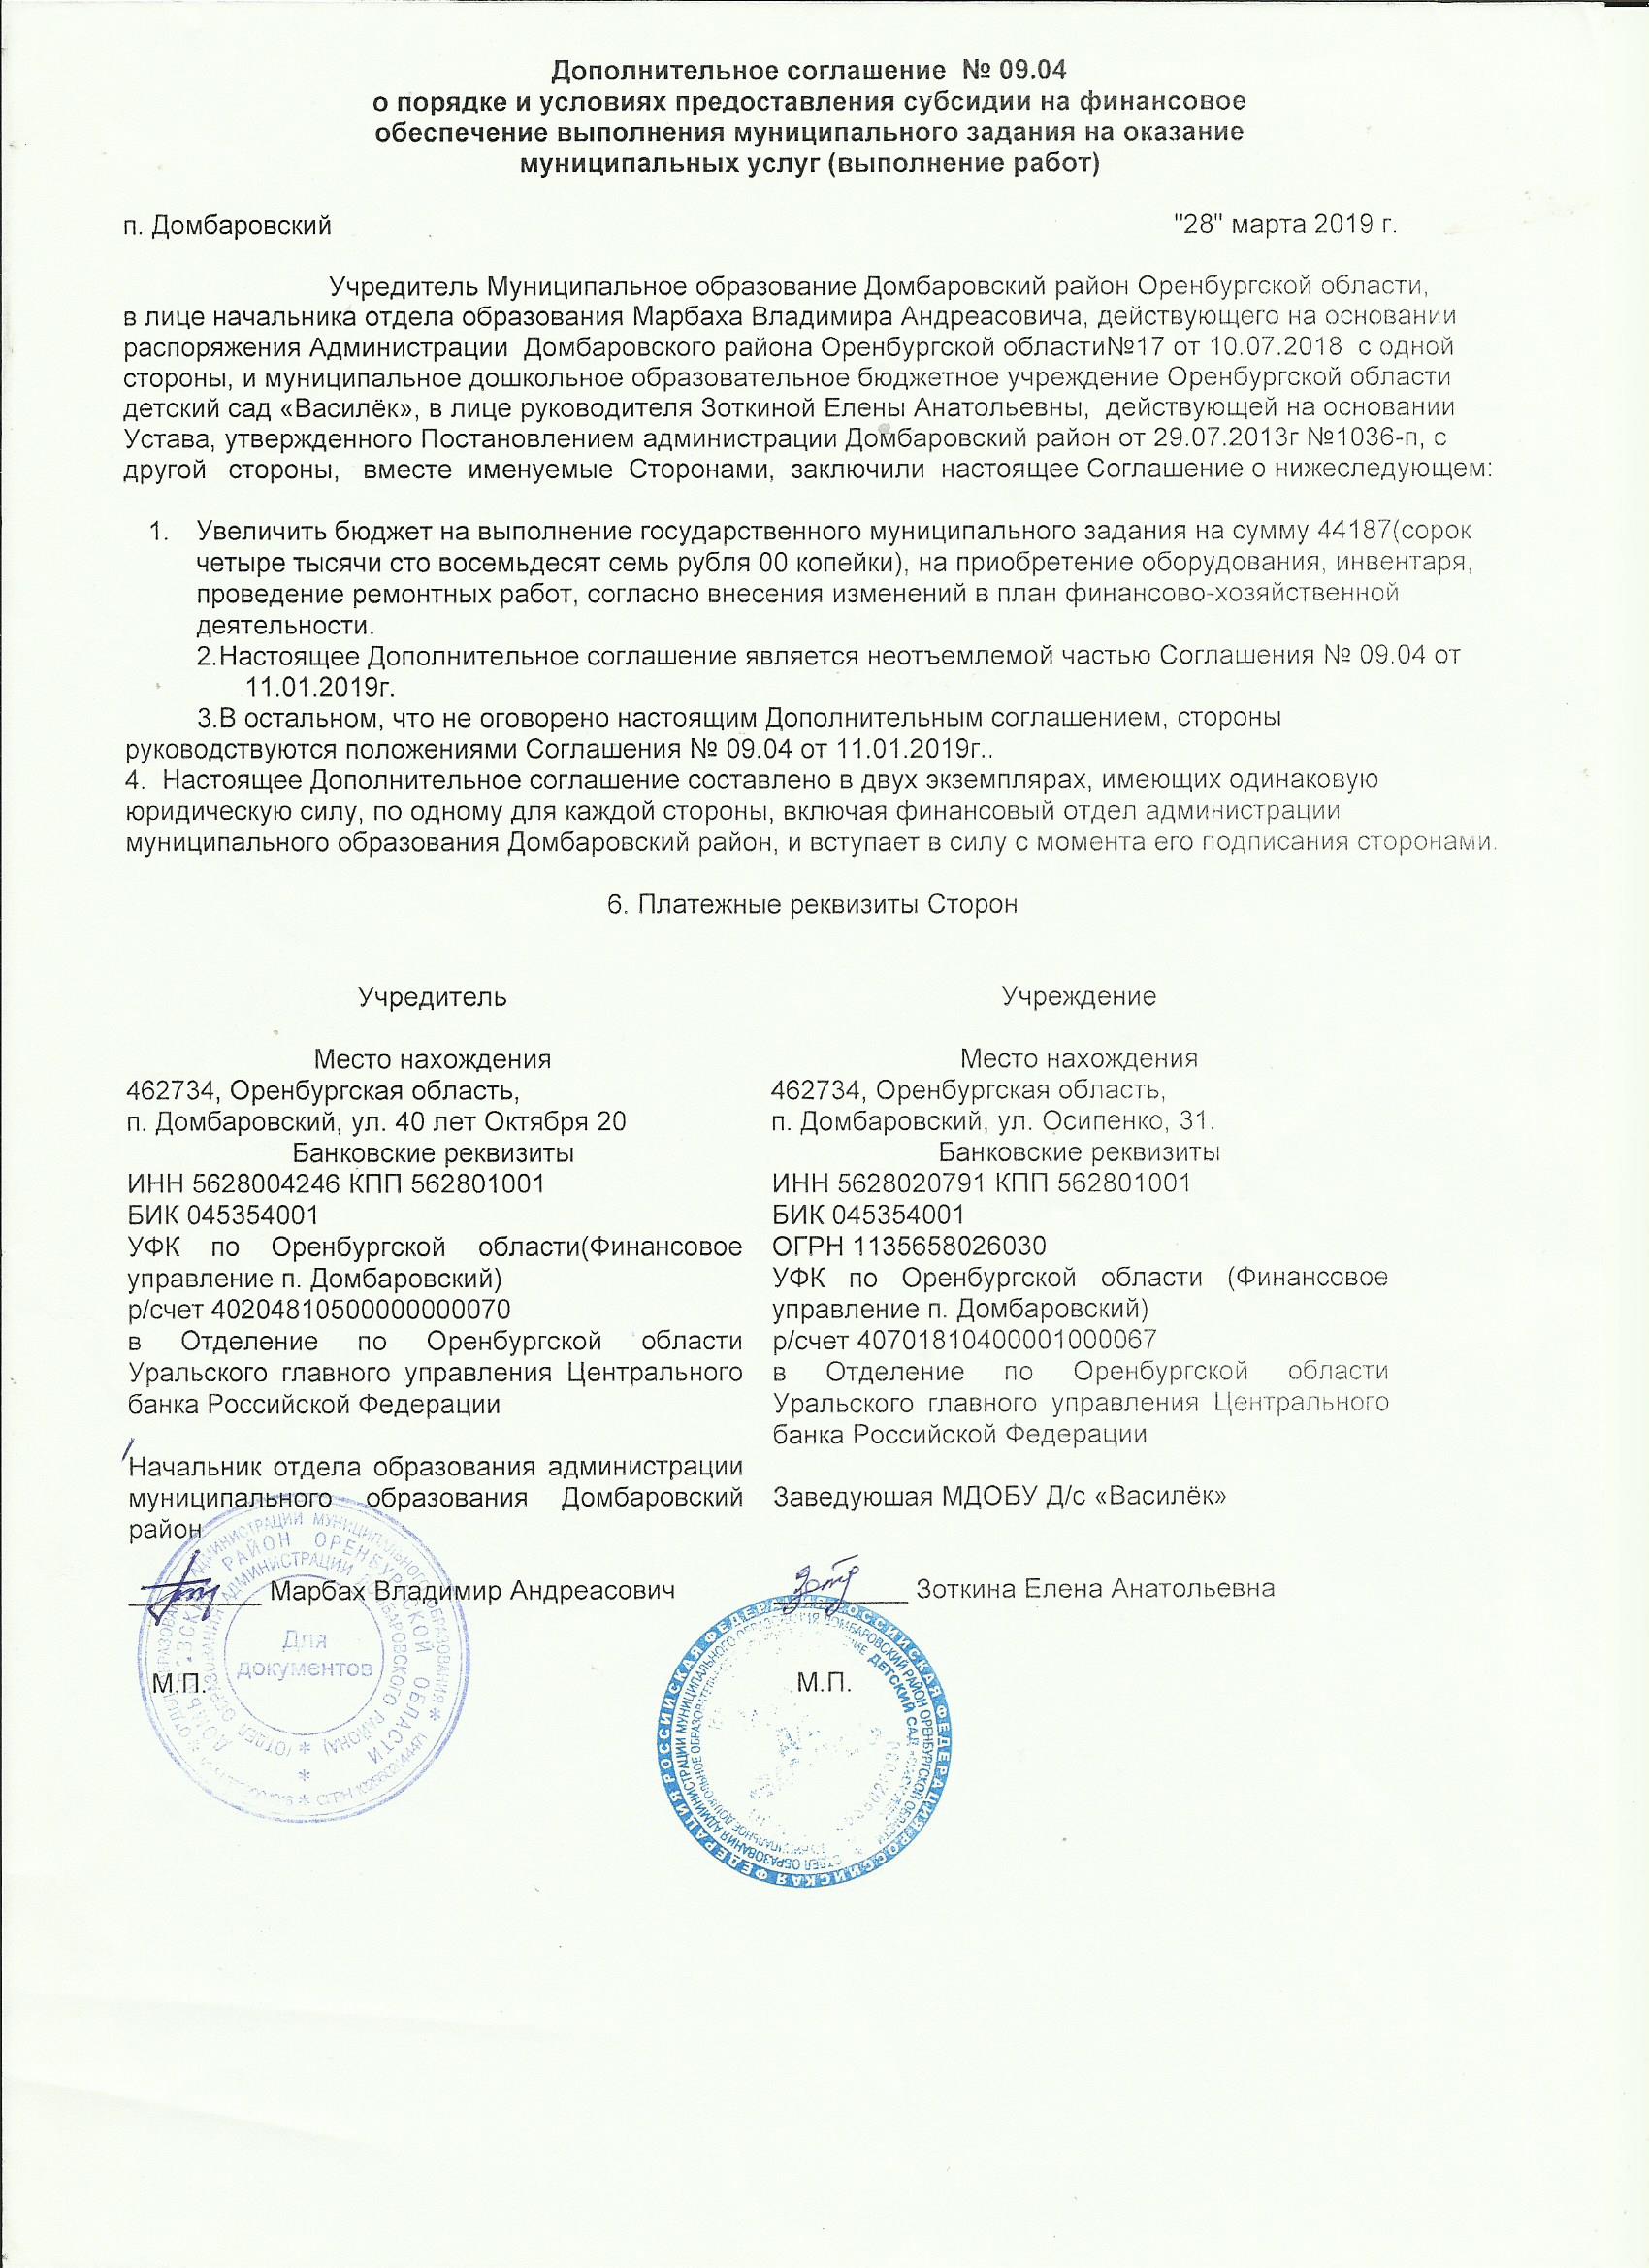 Дополнительное соглашение № 09.04
о порядке и условиях предоставления субсидии на финансовое
обеспечение выполнения муниципального задания на оказание
муниципальных услуг (выполнение работ)
п. Домбаровский "28" марта 2019 г.
Учредитель Муниципальное образование Домбаровский район Оренбургской области,
в лице начальника отдела образования Марбаха Владимира Андреасовича, действующего на основании
распоряжения Администрации Домбаровского района Оренбургской области№17 от 10.07.2018 с одной
стороны, и муниципальное дошкольное образовательное бюджетное учреждение Оренбургской области
детский сад «Василёк», в лице руководителя Зоткиной Елены Анатольевны, действующей на основании
Устава, утвержденного Постановлением администрации Домбаровский район от 29.07.2013г №1036-п, с
другой стороны, вместе именуемые Сторонами, заключили настоящее Соглашение о нижеследующем:
1. Увеличить бюджет на выполнение государственного муниципального задания на сумму 44187(сорок
четыре тысячи сто восемьдесят семь рубля 00 копейки), на приобретение оборудования, инвентаря,
проведение ремонтных работ, согласно внесения изменений в план финансово-хозяйственной
деятельности.
2.Настоящее Дополнительное соглашение является неотъемлемой частью Соглашения № 09.04 от
11.01.2019г.
3.В остальном, что не оговорено настоящим Дополнительным соглашением, стороны
руководствуются положениями Соглашения № 09.04 от 11.01.2019г..
4. Настоящее Дополнительное соглашение составлено в двух экземплярах, имеющих одинаковую
юридическую силу, по одному для каждой стороны, включая финансовый отдел администрации
муниципального образования Домбаровский район, и вступает в силу с момента его подписания сторонами.
6. Платежные реквизиты Сторон
Учредитель
Место нахождения
462734, Оренбургская область,
п. Домбаровский, ул. 40 лет Октября 20
Банковские реквизиты
ИНН 5628004246 КПП 562801001
БИК 045354001
УФК по Оренбургской области(Финансовое
управление п. Домбаровский)
р/счет 40204810500000000070
в Отделение по Оренбургской области
Уральского главного управления Центрального
банка Российской Федерации
Начальник отдела образования администрации
муниципального образования Домбаровский
район
Марбах Владимир Андреасович
М.П.
Для
документов
Учреждение
Место нахождения
462734, Оренбургская область,
п. Домбаровский, ул. Осипенко, 31.
Банковские реквизиты
ИНН 5628020791 КПП 562801001
БИК 045354001
ОГРН 1135658026030
УФК по Оренбургской области (Финансовое
управление п. Домбаровский)
р/счет 40701810400001000067
в Отделение по Оренбургской области
Уральского главного управления Центрального
банка Российской Федерации
Заведуюшая МДОБУ Д/с «Василёк»
Зоткина Елена Анатольевна
М.П.
РОССИЙСКАЯ ФЕДЕРАЦИЯ РОССИЙСКАЯ ФЕДЕРАЦИЯ РОССИЙСКАЯ ФЕДЕРАЦИЯ